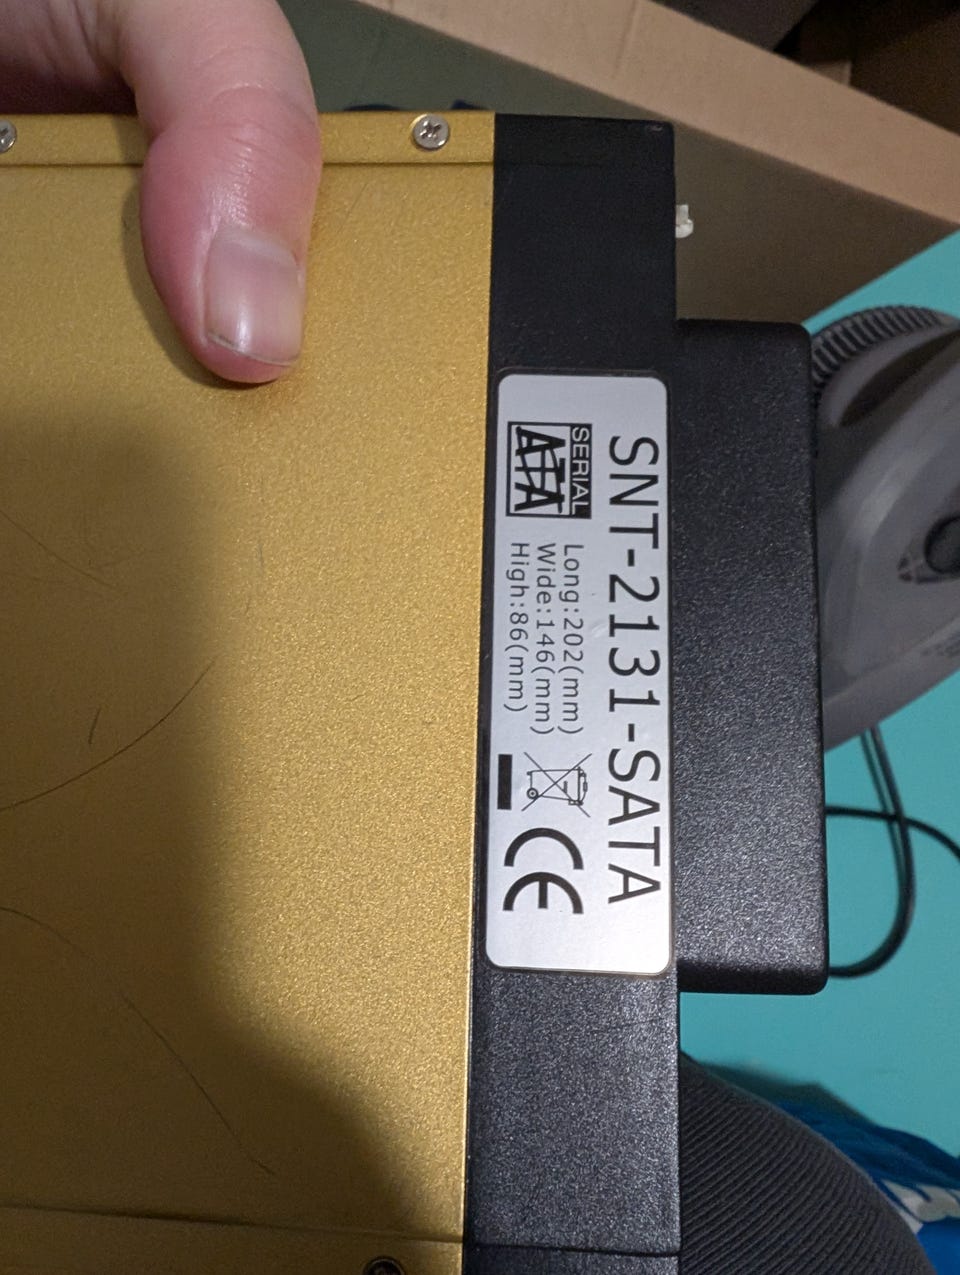 SNT-2131-SATA
SERIAL
ATA
Long:202(mm)
Wide:146(mm)
High:86(mm)
CE